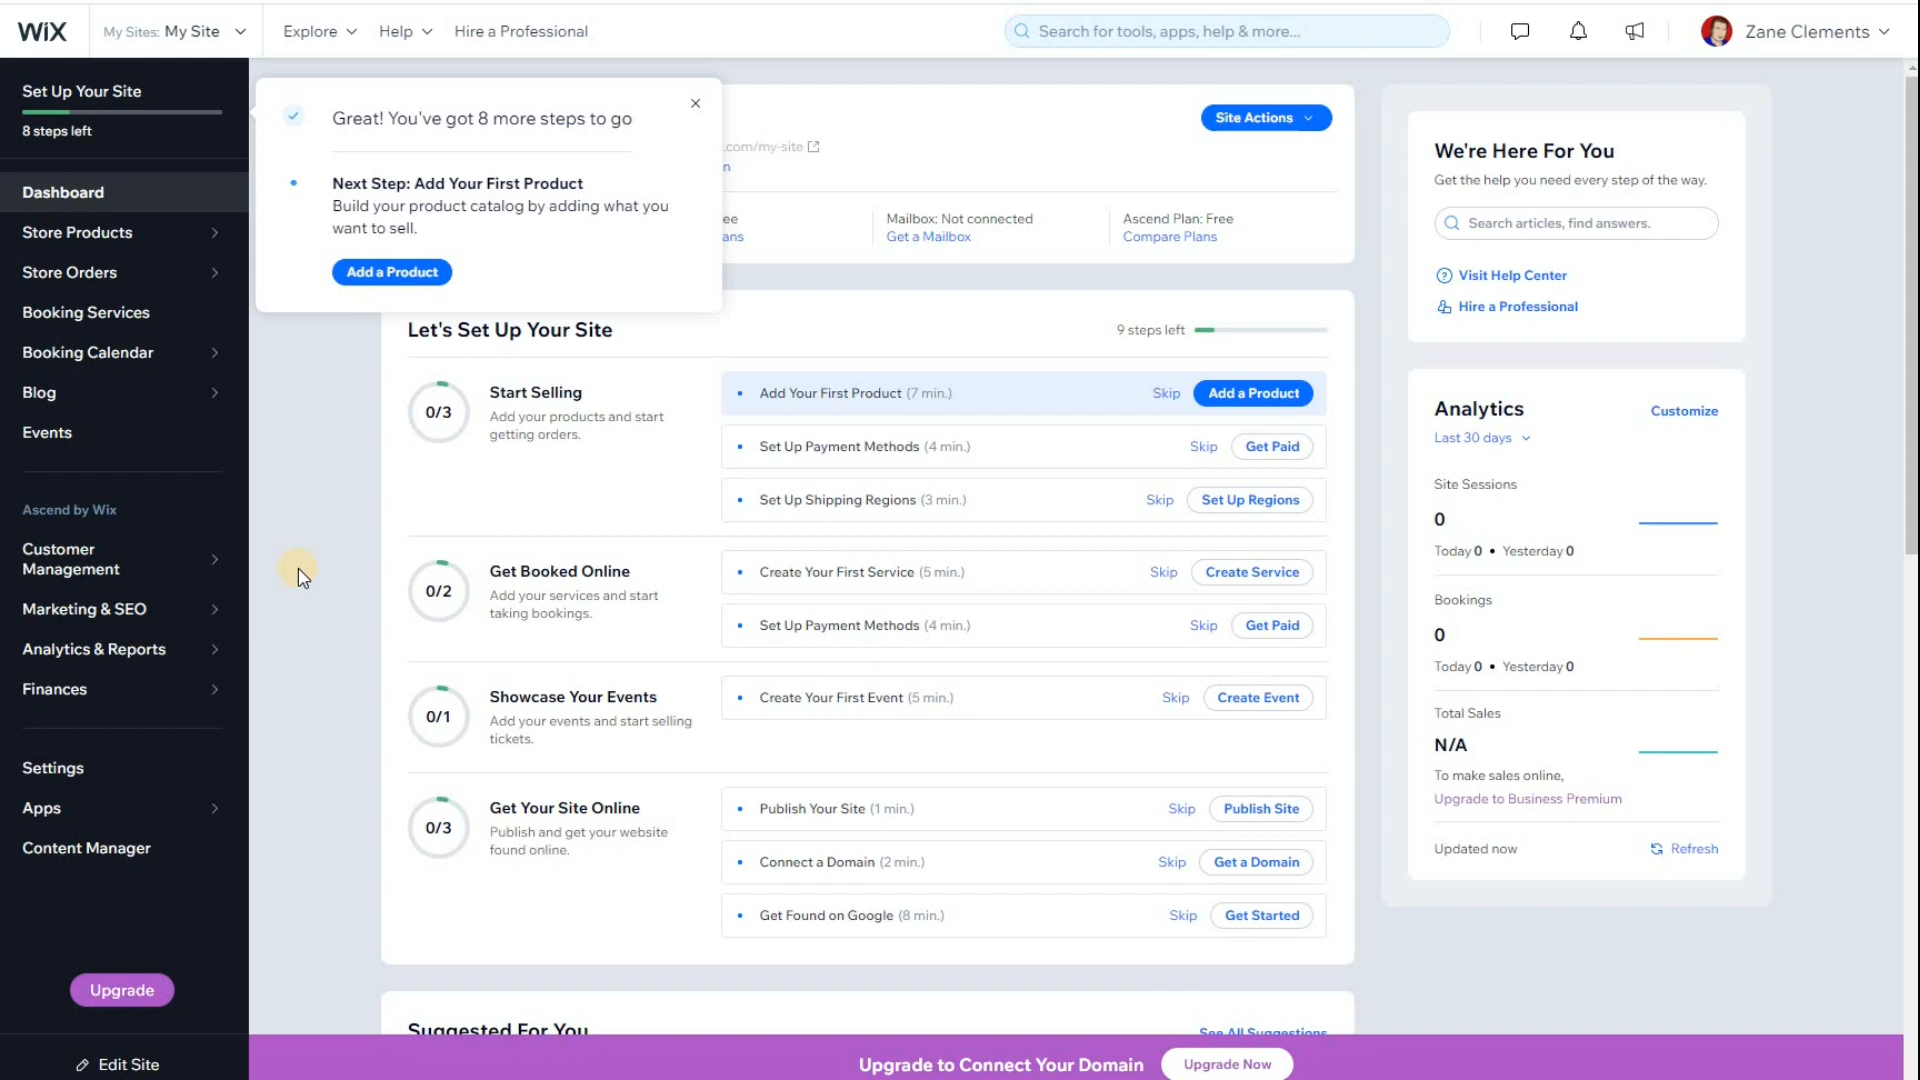 WiX
My Sites: My Site
Explore
Help
Hire a Professional
Search for tools, apps, help & more...
Zane Clements
Set Up Your Site
8 steps left
Dashboard
Store Products
Store Orders
Booking Services
Booking Calendar
Blog
Events
Ascend by Wix
Customer
Management
Marketing & SEO
Analytics & Reports
Finances
Settings
Apps
Content Manager
Upgrade
Edit Site
Great! You've got 8 more steps to go
Next Step: Add Your First Product
Build your product catalog by adding what you
want to sell.
Add a Product
.com/my-site
n
Site Actions
ee
ans
Mailbox: Not connected
Get a Mailbox
Ascend Plan: Free
Compare Plans
Let's Set Up Your Site
9 steps left
0/3
Start Selling
Add your products and start
getting orders.
Add Your First Product (7 min.)
Skip
Add a Product
Set Up Payment Methods (4 min.)
Skip
Get Paid
Set Up Shipping Regions (3 min.)
Skip
Set Up Regions
0/2
Get Booked Online
Add your services and start
taking bookings.
Create Your First Service (5 min.)
Skip
Create Service
Set Up Payment Methods (4 min.)
Skip
Get Paid
0/1
Showcase Your Events
Add your events and start selling
tickets.
Create Your First Event (5 min.)
Skip
Create Event
0/3
Get Your Site Online
Publish and get your website
found online.
Publish Your Site (1 min.)
Skip
Publish Site
Connect a Domain (2 min.)
Skip
Get a Domain
Get Found on Google (8 min.)
Skip
Get Started
Suggested For You
See All Suggestions
We're Here For You
Get the help you need every step of the way.
Search articles, find answers.
Visit Help Center
Hire a Professional
Analytics
Customize
Last 30 days
Site Sessions
0
Today 0 • Yesterday 0
Bookings
0
Today 0 • Yesterday 0
Total Sales
N/A
To make sales online,
Upgrade to Business Premium
Updated now
Refresh
Upgrade to Connect Your Domain
Upgrade Now